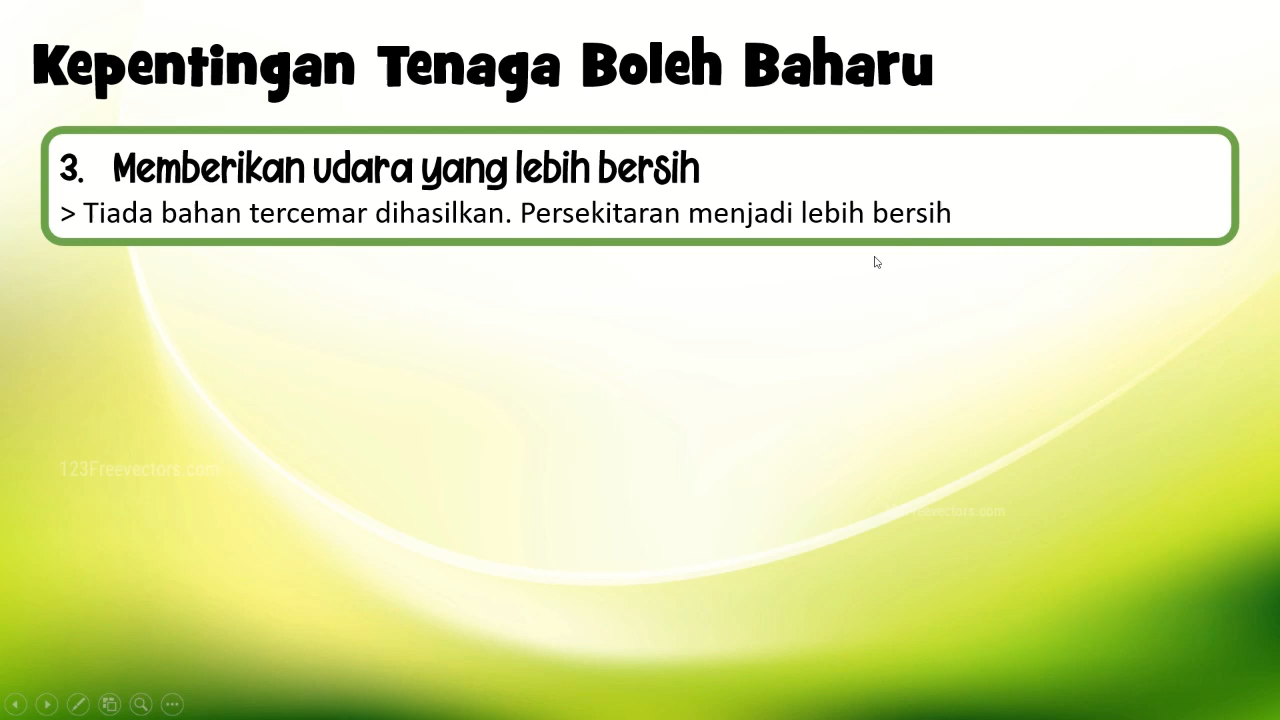 Kepentingan Tenaga Boleh Baharu
3. Memberikan udara yang lebih bersih
> Tiada bahan tercemar dihasilkan. Persekitaran menjadi lebih bersih
123Freevectors.com